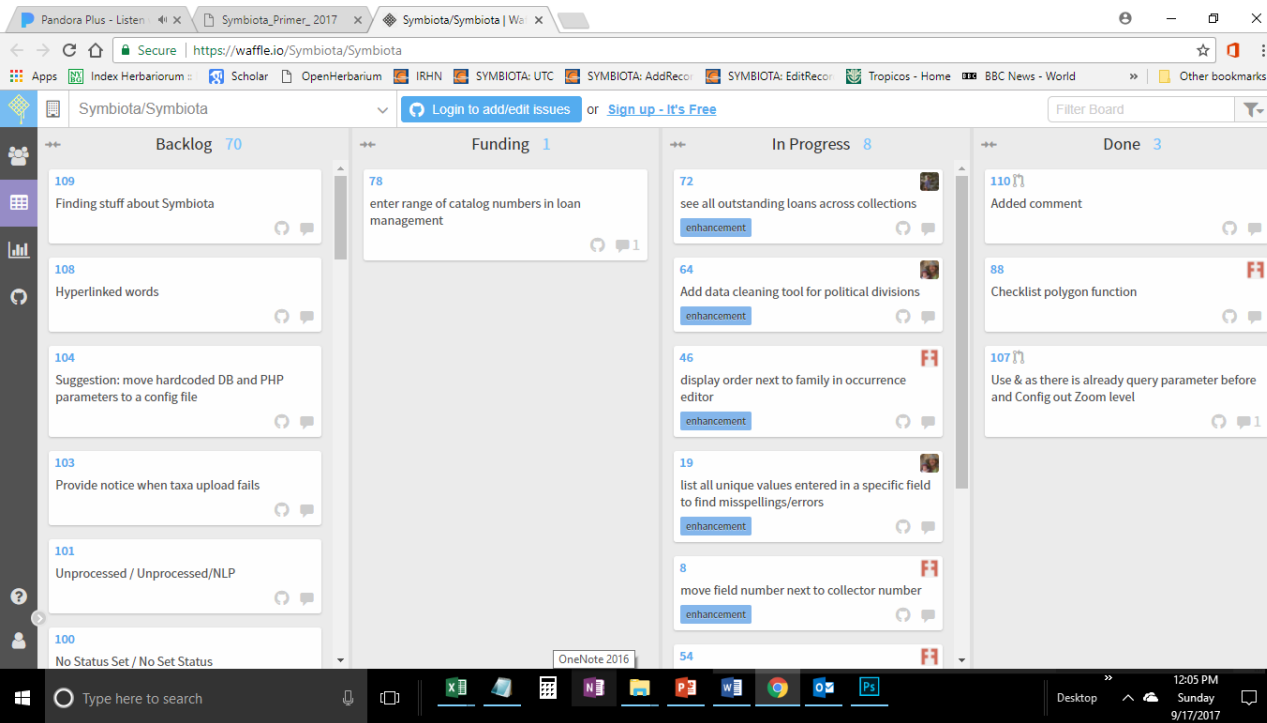 Pandora Plus - Listen
Symbiota_Primer_ 2017
Symbiota/Symbiota | Wa
Secure
https://waffle.io/Symbiota/Symbiota
Apps
Index Herbariorum ::
Scholar
OpenHerbarium
IRHN
SYMBIOTA: UTC
SYMBIOTA: AddRecor
SYMBIOTA: EditRecor
Tropicos - Home
BBC BBC News - World
»
Other bookmarks
Symbiota/Symbiota
Login to add/edit issues
or Sign up - It's Free
Filter Board
Backlog 70
109
Finding stuff about Symbiota
108
Hyperlinked words
104
Suggestion: move hardcoded DB and PHP
parameters to a config file
103
Provide notice when taxa upload fails
101
Unprocessed / Unprocessed/NLP
100
No Status Set / No Set Status
Funding 1
78
enter range of catalog numbers in loan
management
1
In Progress 8
72
see all outstanding loans across collections
enhancement
64
Add data cleaning tool for political divisions
enhancement
46
display order next to family in occurrence
editor
enhancement
19
list all unique values entered in a specific field
to find misspellings/errors
enhancement
8
move field number next to collector number
enhancement
54
Done 3
110
Added comment
88
Checklist polygon function
107
Use & as there is already query parameter before
and Config out Zoom level
1
OneNote 2016
Type here to search
Desktop
»
12:05 PM
Sunday
9/17/2017